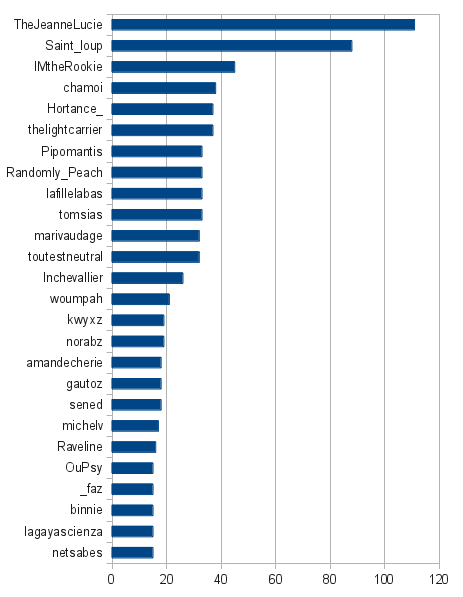 TheJeanneLucie
Saint_loup
IMtheRookie
chamoi
Hortance_
thelightcarrier
Pipomantis
Randomly_Peach
lafillelabas
tomsias
marivaudage
toutestneutral
lnchevallier
woumpah
kwyxz
norabz
amandecherie
gautoz
sened
michelv
Raveline
OuPsy
_faz
binnie
lagayascienza
netsabes
0 20 40 60 80 100 120